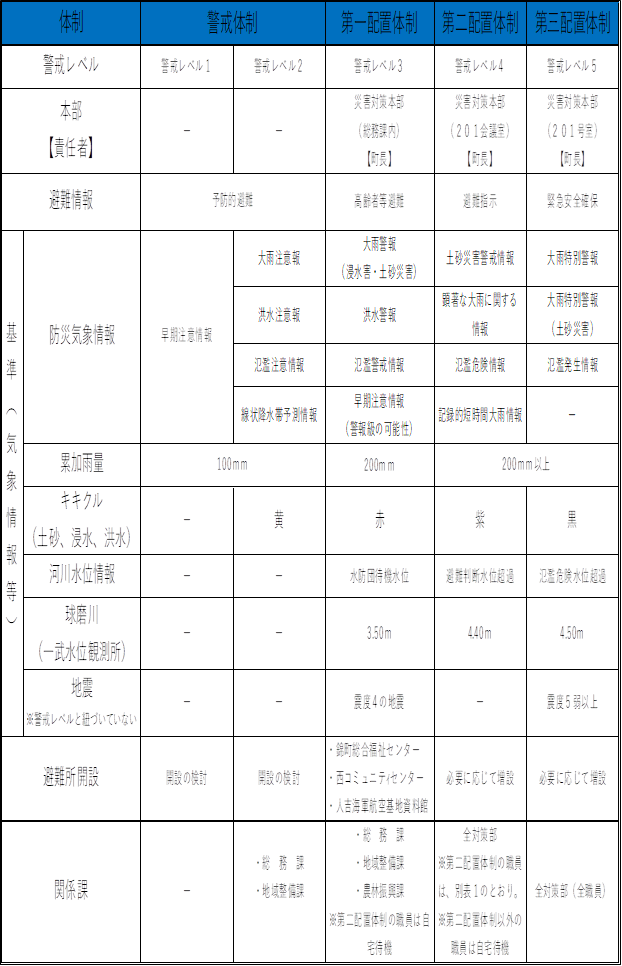 体制 警戒体制 第一配置体制 第二配置体制 第三配置体制
警戒レベル 警戒レベル1 警戒レベル2 警戒レベル3 警戒レベル4 警戒レベル5
本部
【責任者】
－ －
災害対策本部
（総務課内）
【町長】
災害対策本部
（２０１会議室）
【町長】
災害対策本部
（２０１号室）
【町長】
避難情報 予防的避難 高齢者等避難 避難指示 緊急安全確保
基準（気象情報等）
防災気象情報
早期注意情報
大雨注意報
大雨警報
（浸水害・土砂災害）
土砂災害警戒情報
大雨特別警報
洪水注意報
洪水警報
顕著な大雨に関する
情報
大雨特別警報
（土砂災害）
氾濫注意情報 氾濫警戒情報 氾濫危険情報 氾濫発生情報
線状降水帯予測情報
早期注意情報
（警報級の可能性）
記録的短時間大雨情報
－
累加雨量 100mm 200mm 200mm以上
キキクル
（土砂、浸水、洪水）
－ 黄 赤 紫 黒
河川水位情報 － － 水防団待機水位 避難判断水位超過 氾濫危険水位超過
球磨川
（一武水位観測所）
－ － 3.50m 4.40m 4.50m
地震
※警戒レベルと紐づいていない
－ － 震度４の地震 － 震度５弱以上
避難所開設
開設の検討
開設の検討
・錦町総合福祉センター
・西コミュニティセンター
・人吉海軍航空基地資料館
必要に応じて増設
必要に応じて増設
関係課
－
・総　務　課
・地域整備課
・総　務　課
・地域整備課
・農林振興課
※第二配置体制の職員は自
宅待機
全対策部
※第二配置体制の職員
は、別表１のとおり。
※第二配置体制以外の
職員は自宅待機
全対策部（全職員）